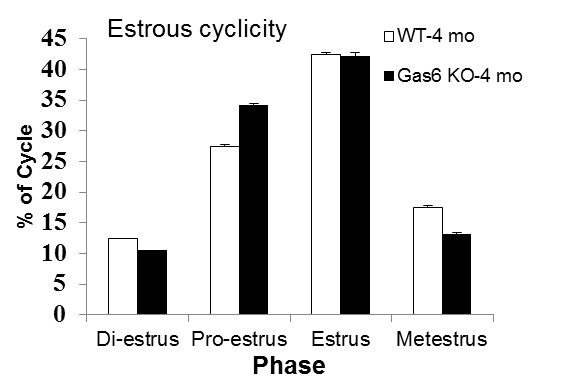 Estrous cyclicity
WT-4 mo
Gas6 KO-4 mo
% of Cycle
45
40
35
30
25
20
15
10
5
0
Di-estrus Pro-estrus Estrus Metestrus
Phase